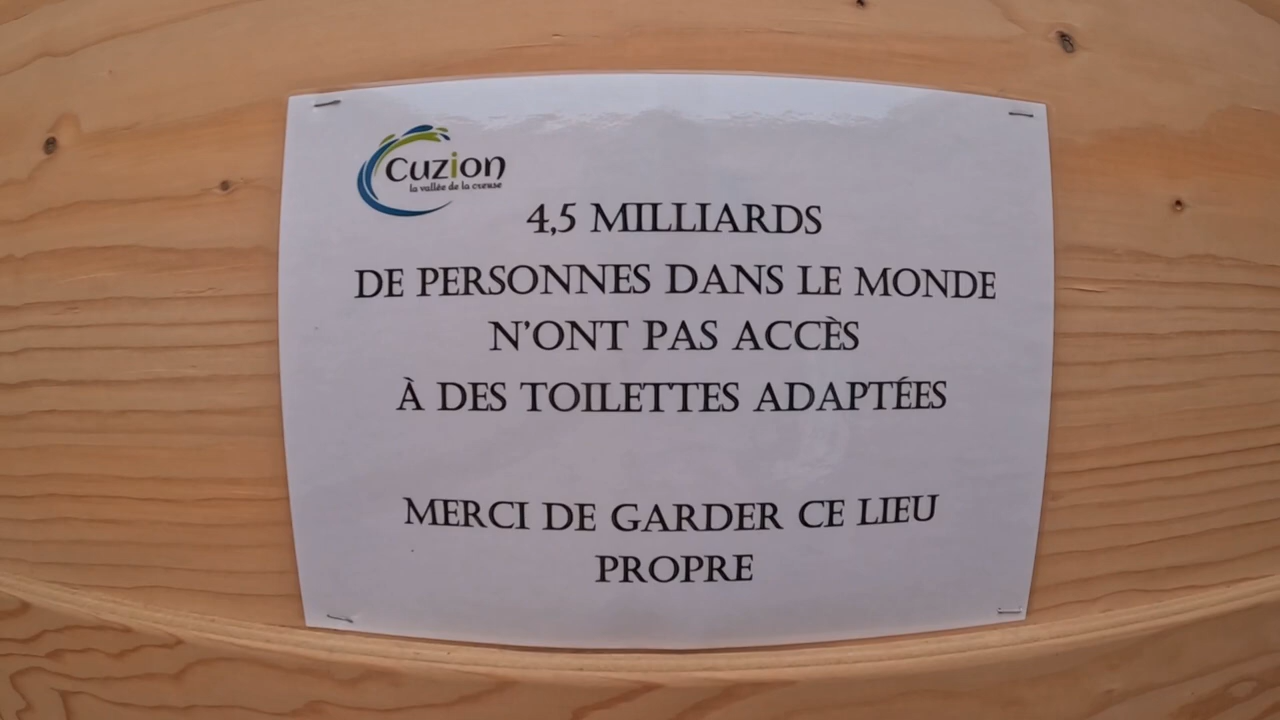 Cuzion
la vallée de la creuse
4,5 MILLIARDS
DE PERSONNES DANS LE MONDE
N'ONT PAS ACCÈS
À DES TOILETTES ADAPTÉES
MERCI DE GARDER CE LIEU
PROPRE